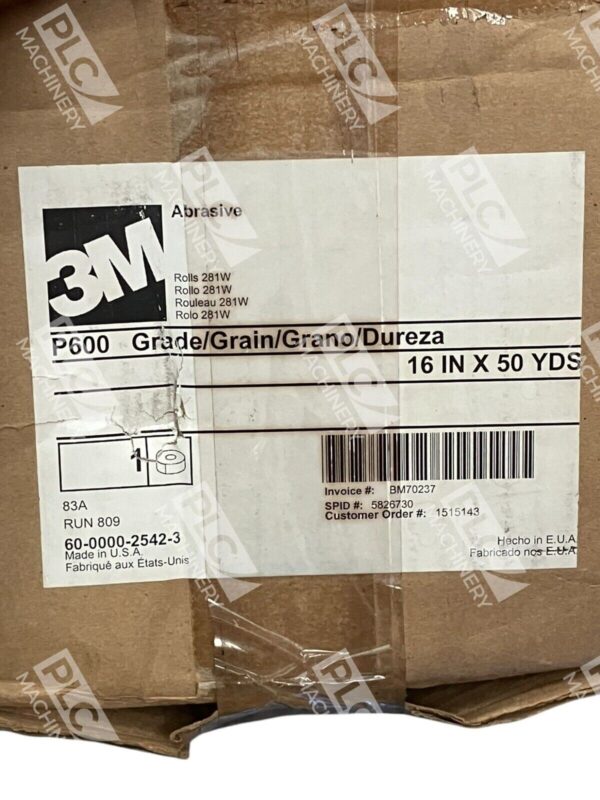 PLC
MACHINERY
3M
Abrasive
Rolls 281W
Rollo 281W
Rouleau 281W
Rolo 281W
P600 Grade/Grain/Grano/Dureza
16 IN X 50 YDS
1
83A
RUN 809
60-0000-2542-3
Made in U.S.A.
Fabriqué aux États-Unis
Invoice #: BM70237
SPID #: 5826730
Customer Order #: 1515143
Hecho in E.U.A.
Fabricado nos E.U.A